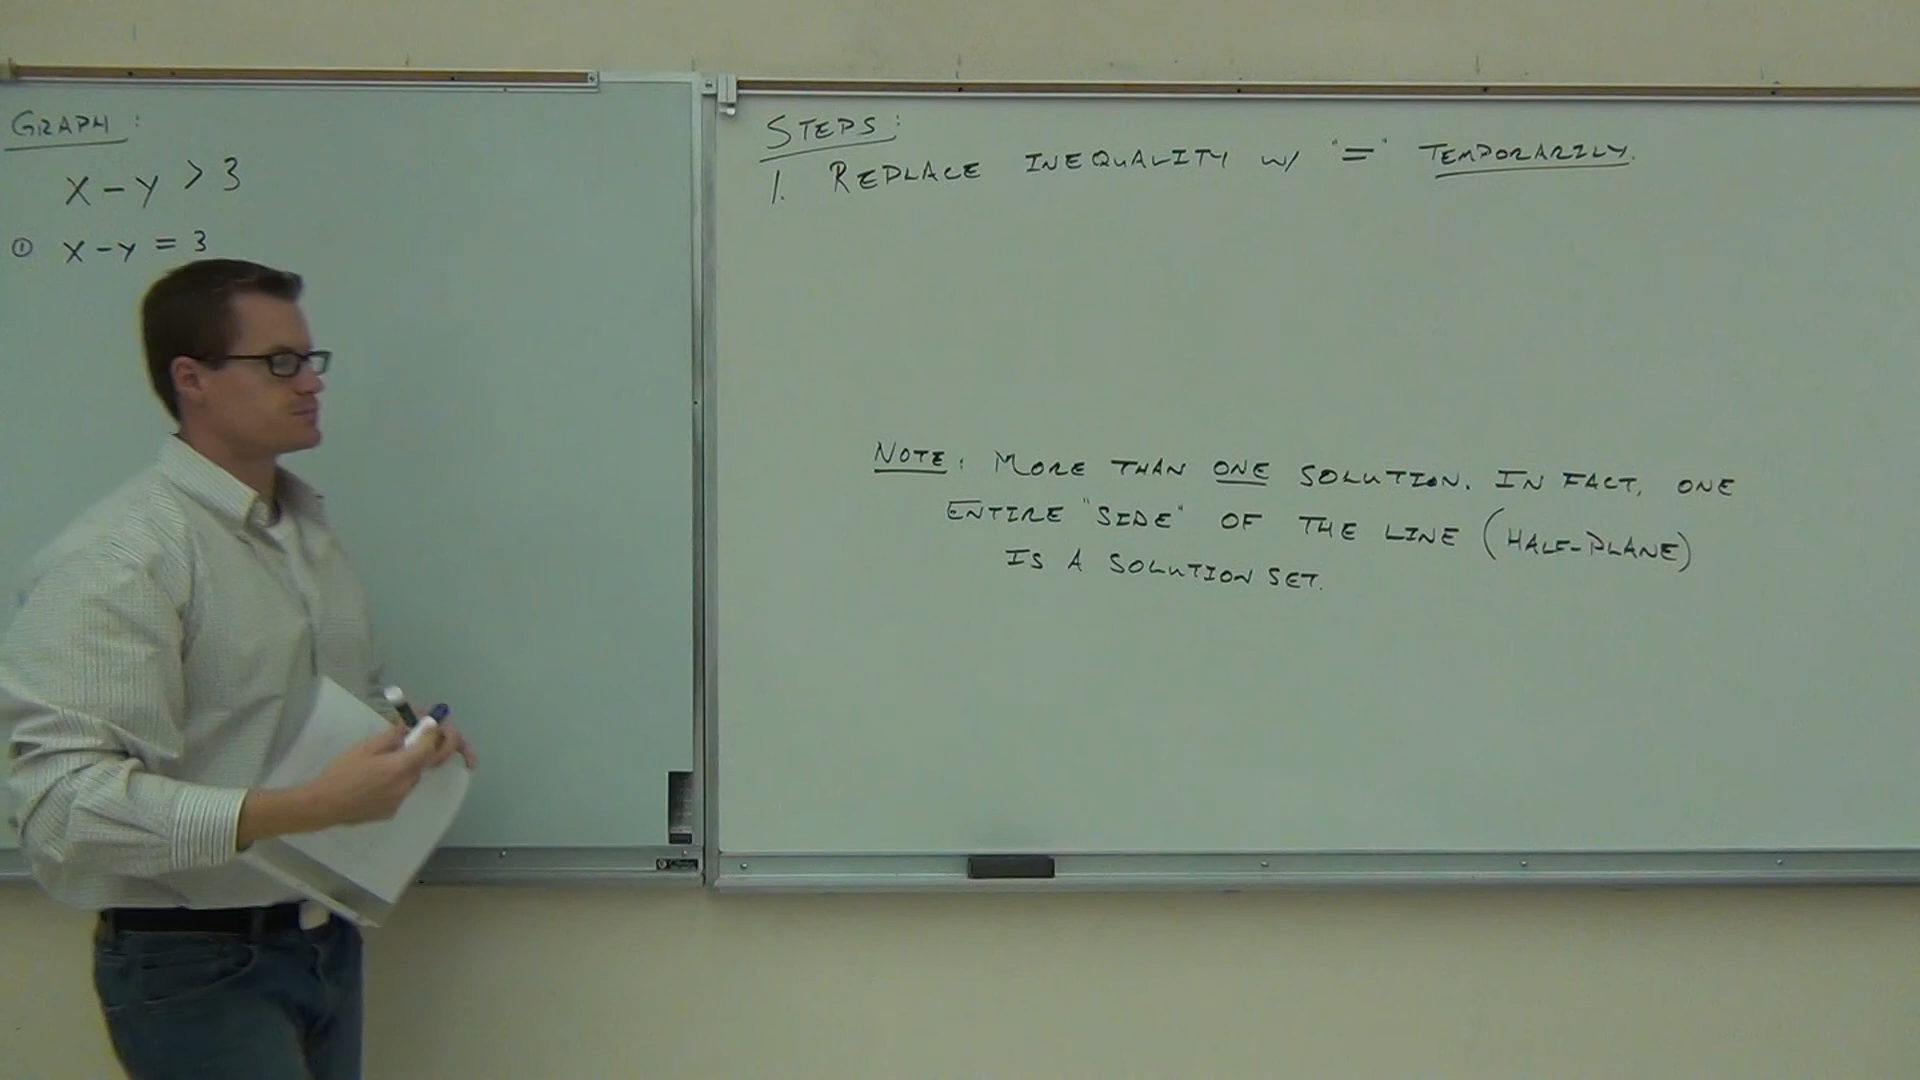 GRAPH:
X - Y > 3
① X - Y = 3
STEPS:
1. REPLACE INEQUALITY W/ "=" TEMPORARILY.
NOTE: MORE THAN ONE SOLUTION. IN FACT, ONE
ENTIRE "SIDE" OF THE LINE (HALF-PLANE)
IS A SOLUTION SET.